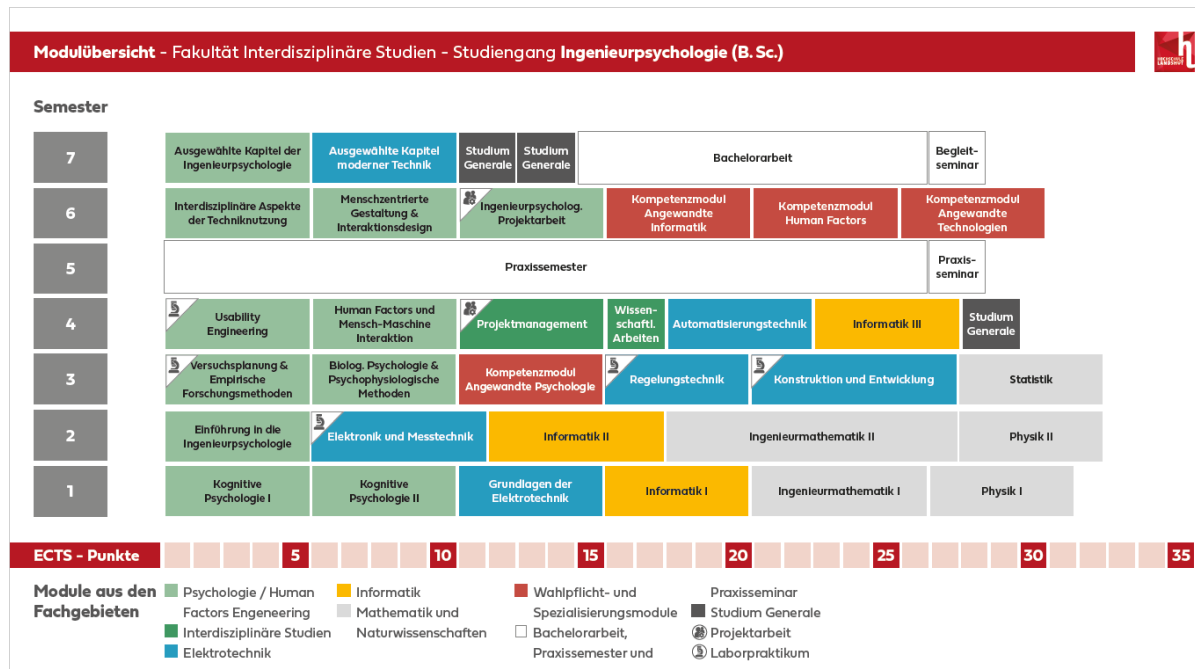 Modulübersicht - Fakultät Interdisziplinäre Studien - Studiengang Ingenieurpsychologie (B. Sc.)
HOCHSCHULE
LANDSHUT
Semester
7
Ausgewählte Kapitel der
Ingenieurpsychologie
Ausgewählte Kapitel
moderner Technik
Studium
Generale
Studium
Generale
Bachelorarbeit
Begleit-
seminar
6
Interdisziplinäre Aspekte
der Techniknutzung
Menschzentrierte
Gestaltung &
Interaktionsdesign
Ingenieurpsycholog.
Projektarbeit
Kompetenzmodul
Angewandte
Informatik
Kompetenzmodul
Human Factors
Kompetenzmodul
Angewandte
Technologien
5
Praxissemester
Praxis-
seminar
4
Usability
Engineering
Human Factors und
Mensch-Maschine
Interaktion
Projektmanagement
Wissen-
schaftl.
Arbeiten
Automatisierungstechnik
Informatik III
Studium
Generale
3
Versuchsplanung &
Empirische
Forschungsmethoden
Biolog. Psychologie &
Psychophysiologische
Methoden
Kompetenzmodul
Angewandte Psychologie
Regelungstechnik
Konstruktion und Entwicklung
Statistik
2
Einführung in die
Ingenieurpsychologie
Elektronik und Messtechnik
Informatik II
Ingenieurmathematik II
Physik II
1
Kognitive
Psychologie I
Kognitive
Psychologie II
Grundlagen der
Elektrotechnik
Informatik I
Ingenieurmathematik I
Physik I
ECTS - Punkte 5 10 15 20 25 30 35
Module aus den
Fachgebieten
Psychologie / Human
Factors Engeneering
Interdisziplinäre Studien
Elektrotechnik
Informatik
Mathematik und
Naturwissenschaften
Wahlpflicht- und
Spezialisierungsmodule
Bachelorarbeit,
Praxissemester und
Praxisseminar
Studium Generale
Projektarbeit
Laborpraktikum